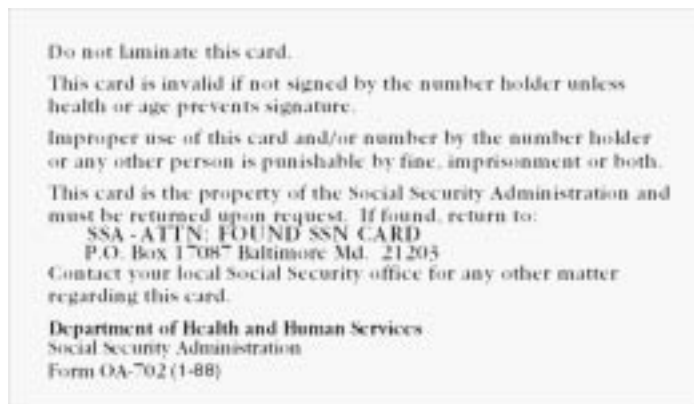 Do not laminate this card.
This card is invalid if not signed by the number holder unless
health or age prevents signature.
Improper use of this card and/or number by the number holder
or any other person is punishable by fine, imprisonment or both.
This card is the property of the Social Security Administration and
must be returned upon request. If found, return to:
SSA - ATTN: FOUND SSN CARD
P.O. Box 17087 Baltimore Md. 21203
Contact your local Social Security office for any other matter
regarding this card.
Department of Health and Human Services
Social Security Administration
Form OA-702 (1-88)